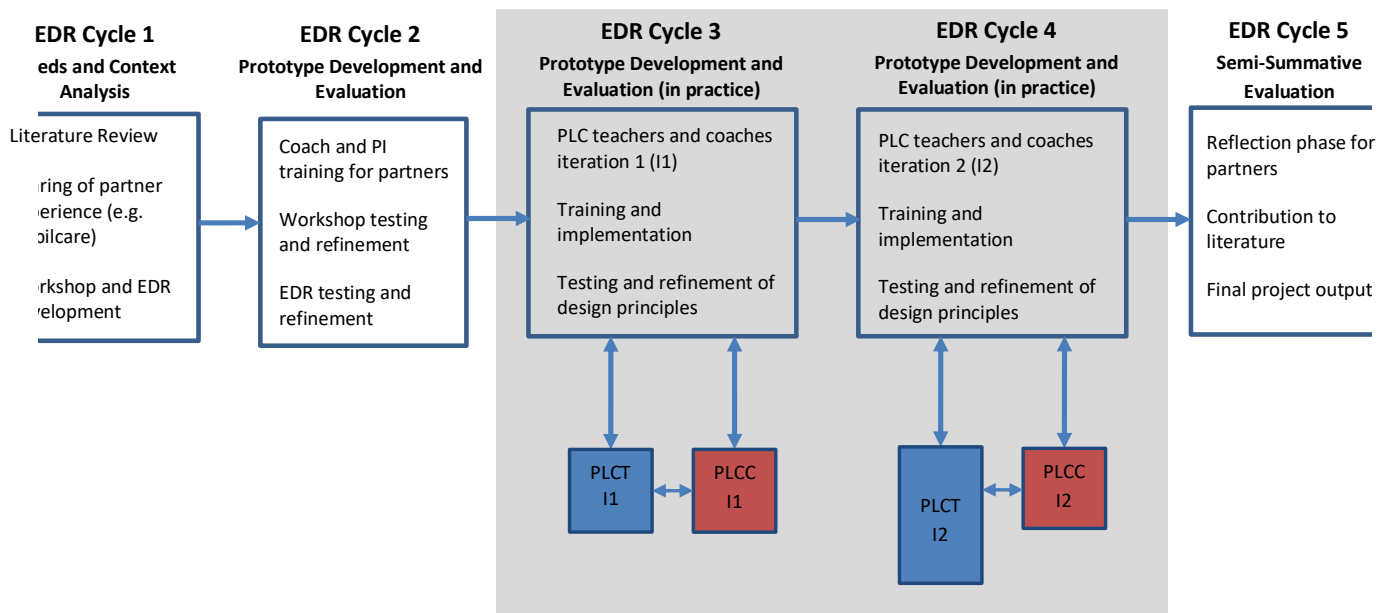 EDR Cycle 1
eds and Context
Analysis
Literature Review
ring of partner
perience (e.g.
pilcare)
rkshop and EDR
velopment
EDR Cycle 2
Prototype Development and
Evaluation
Coach and PI
training for partners
Workshop testing
and refinement
EDR testing and
refinement
EDR Cycle 3
Prototype Development and
Evaluation (in practice)
PLC teachers and coaches
iteration 1 (I1)
Training and
implementation
Testing and refinement of
design principles
PLCT
I1
PLCC
I1
EDR Cycle 4
Prototype Development and
Evaluation (in practice)
PLC teachers and coaches
iteration 2 (I2)
Training and
implementation
Testing and refinement of
design principles
PLCT
I2
PLCC
I2
EDR Cycle 5
Semi-Summative
Evaluation
Reflection phase for
partners
Contribution to
literature
Final project output